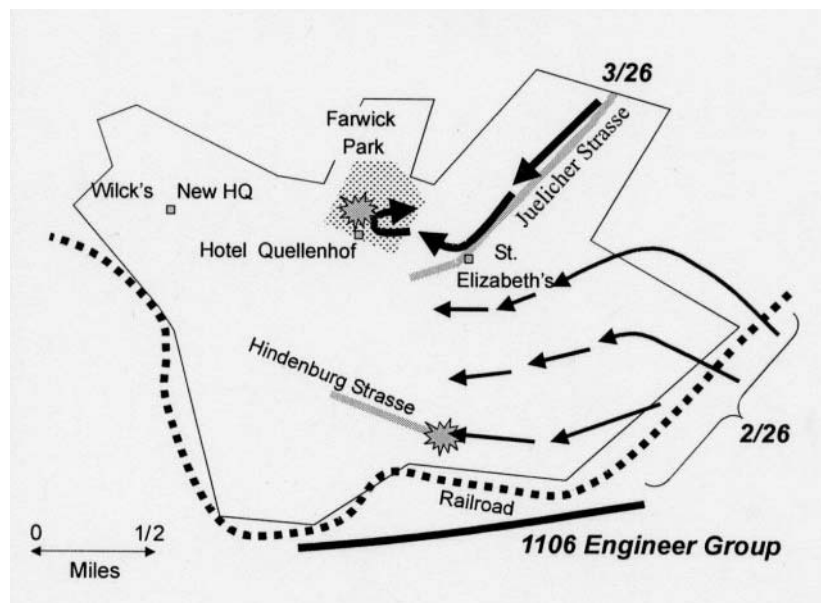 3/26
Farwick
Park
Juelicher Strasse
Wilck's New HQ
Hotel Quellenhof
St.
Elizabeth's
Hindenburg Strasse
2/26
Railroad
0 1/2
Miles
1106 Engineer Group